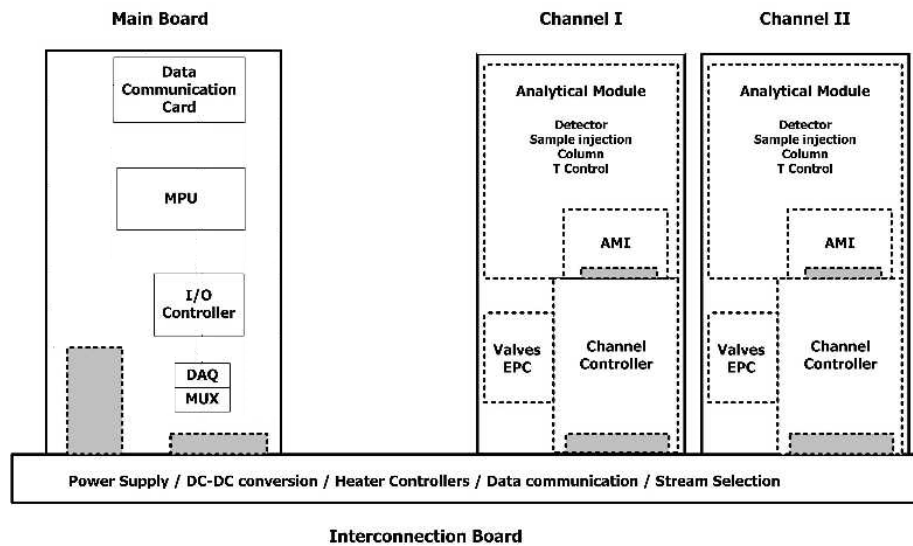 Main Board
Channel I
Channel II
Data
Communication
Card
MPU
I/O
Controller
DAQ
MUX
Analytical Module
Detector
Sample injection
Column
T Control
AMI
Valves
EPC
Channel
Controller
Analytical Module
Detector
Sample injection
Column
T Control
AMI
Valves
EPC
Channel
Controller
Power Supply / DC-DC conversion / Heater Controllers / Data communication / Stream Selection
Interconnection Board